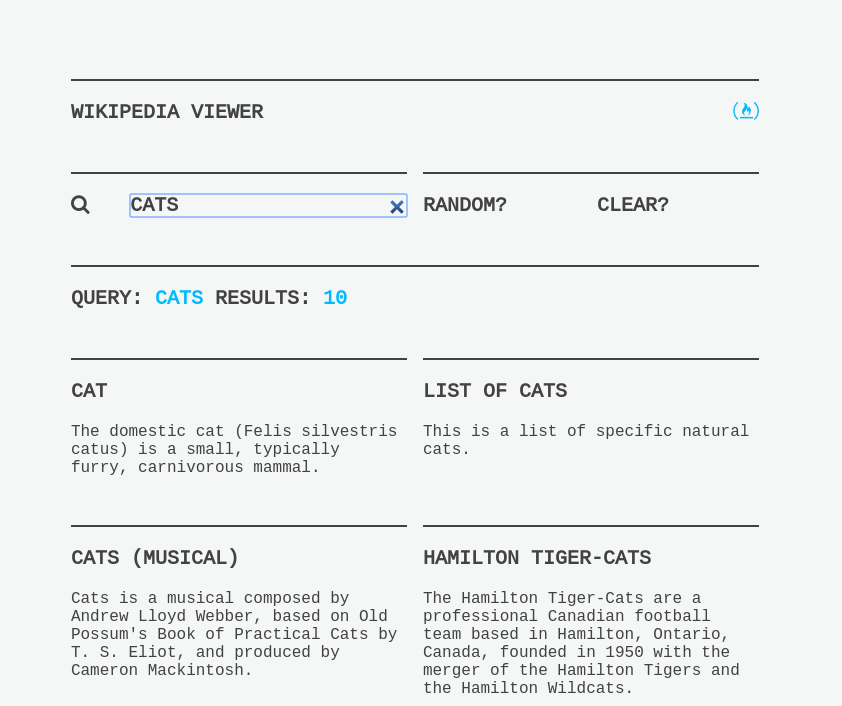 WIKIPEDIA VIEWER
CATS
RANDOM?
CLEAR?
QUERY: CATS RESULTS: 10
CAT
The domestic cat (Felis silvestris
catus) is a small, typically
furry, carnivorous mammal.
LIST OF CATS
This is a list of specific natural
cats.
CATS (MUSICAL)
Cats is a musical composed by
Andrew Lloyd Webber, based on Old
Possum's Book of Practical Cats by
T. S. Eliot, and produced by
Cameron Mackintosh.
HAMILTON TIGER-CATS
The Hamilton Tiger-Cats are a
professional Canadian football
team based in Hamilton, Ontario,
Canada, founded in 1950 with the
merger of the Hamilton Tigers and
the Hamilton Wildcats.